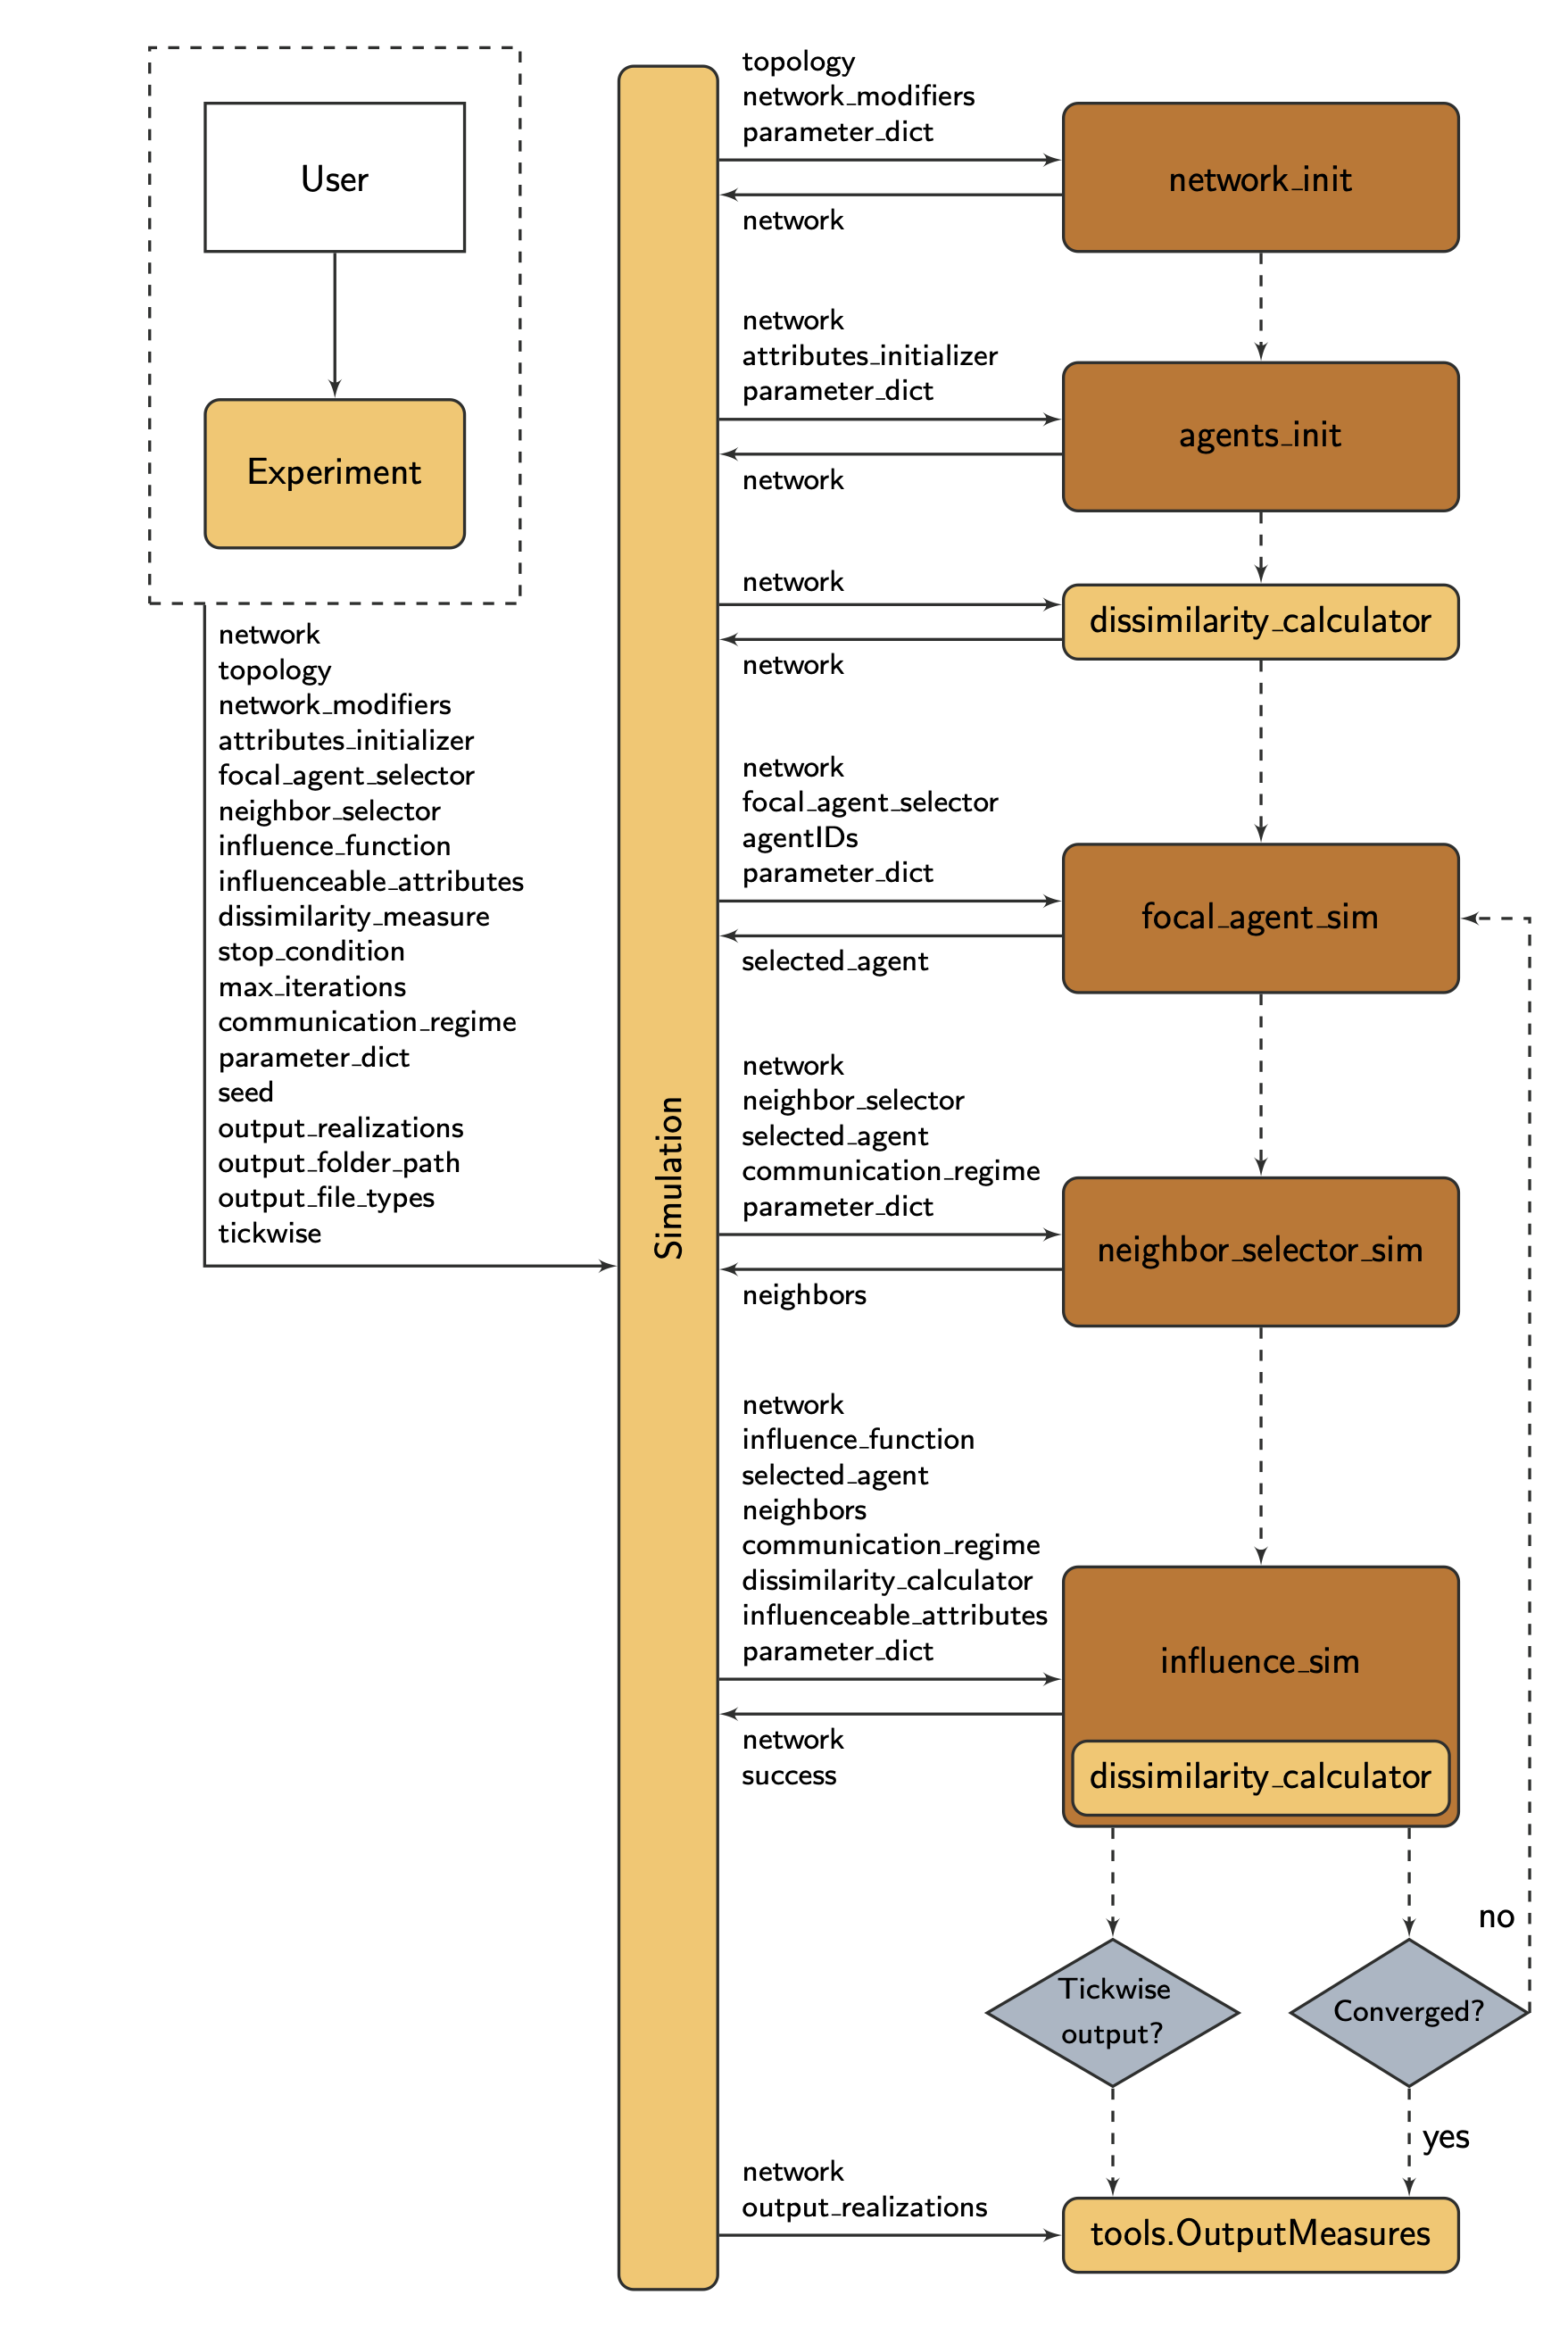 User
Experiment
network
topology
network_modifiers
attributes_initializer
focal_agent_selector
neighbor_selector
influence_function
influenceable_attributes
dissimilarity_measure
stop_condition
max_iterations
communication_regime
parameter_dict
seed
output_realizations
output_folder_path
output_file_types
tickwise
Simulation
topology
network_modifiers
parameter_dict
network
network_init
network
attributes_initializer
parameter_dict
network
agents_init
network
network
dissimilarity_calculator
network
focal_agent_selector
agentIDs
parameter_dict
selected_agent
focal_agent_sim
network
neighbor_selector
selected_agent
communication_regime
parameter_dict
neighbors
neighbor_selector_sim
network
influence_function
selected_agent
neighbors
communication_regime
dissimilarity_calculator
influenceable_attributes
parameter_dict
network
success
influence_sim
dissimilarity_calculator
no
Tickwise
output?
Converged?
yes
network
output_realizations
tools.OutputMeasures